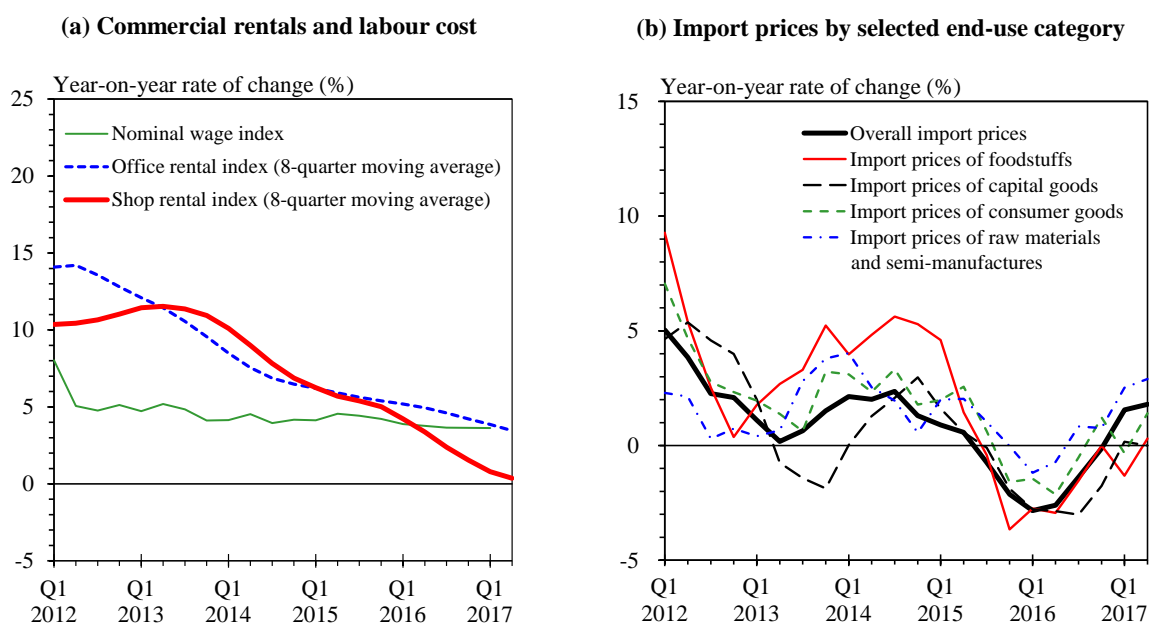 (a) Commercial rentals and labour cost
Year-on-year rate of change (%)
25
20
15
10
5
0
-5
Nominal wage index
Office rental index (8-quarter moving average)
Shop rental index (8-quarter moving average)
Q1 Q1 Q1 Q1 Q1 Q1
2012 2013 2014 2015 2016 2017
(b) Import prices by selected end-use category
Year-on-year rate of change (%)
15
10
5
0
-5
Overall import prices
Import prices of foodstuffs
Import prices of capital goods
Import prices of consumer goods
Import prices of raw materials
and semi-manufactures
Q1 Q1 Q1 Q1 Q1 Q1
2012 2013 2014 2015 2016 2017